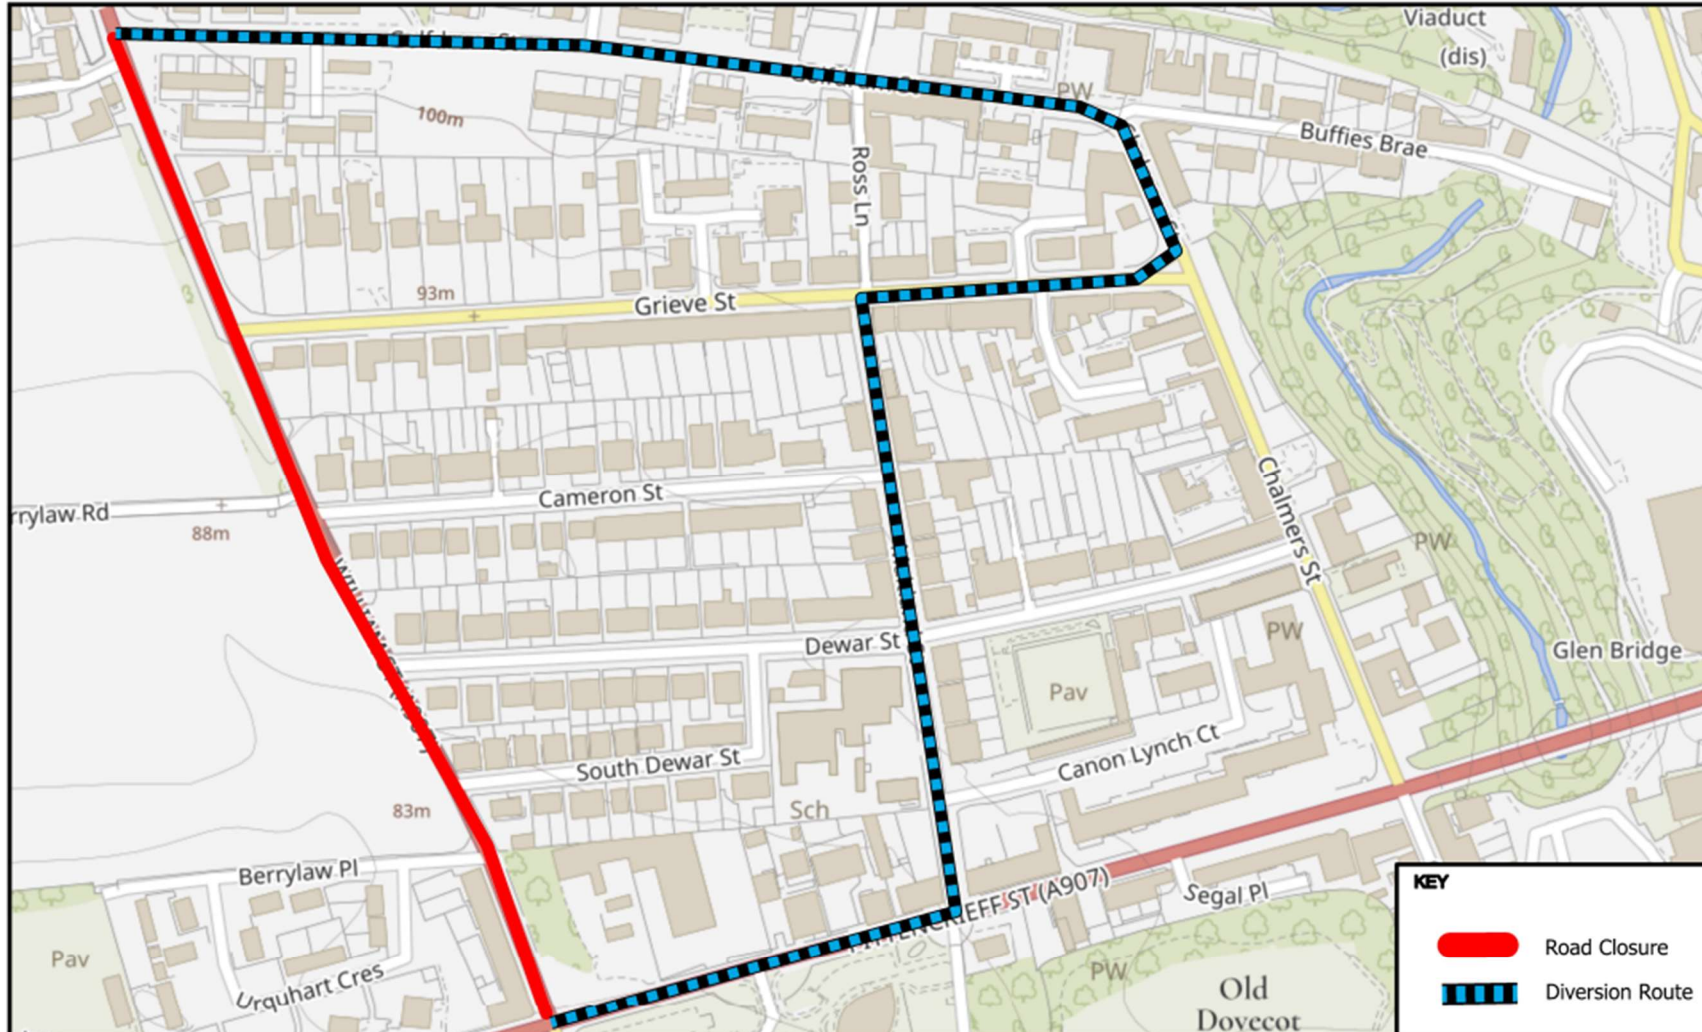 Viaduct
(dis)
PW
100m
Buffies Brae
Ross Ln
93m
Grieve St
Cameron St
rrylaw Rd
88m
Chalmers St
PW
Dewar St
PW
Glen Bridge
Pav
South Dewar St
Canon Lynch Ct
83m
Sch
Berrylaw Pl
ST (A907)
Segal Pl
Pav
Urquhart Cres
PW
Old
Dovecot
KEY
Road Closure
Diversion Route